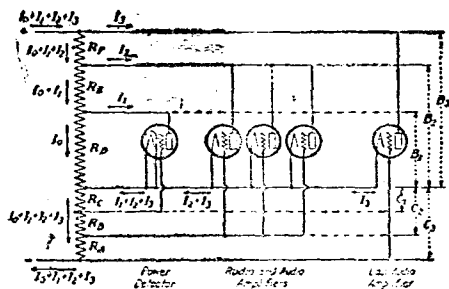 I₀+I₁+I₂+I₃ I₃
I₀+I₁+I₂ R_F I₂
I₀+I₁ R_E I₁
I₀ R_D
B₁ B₂ B₃
R_C I₁+I₂+I₃ I₂+I₃ I₃ C₁
I₀+I₁+I₂+I₃ R_B C₂
R_A C₃
I₀+I₁+I₂+I₃
Power Radio and Audio Last Audio
Detector Amplifiers Amplifier